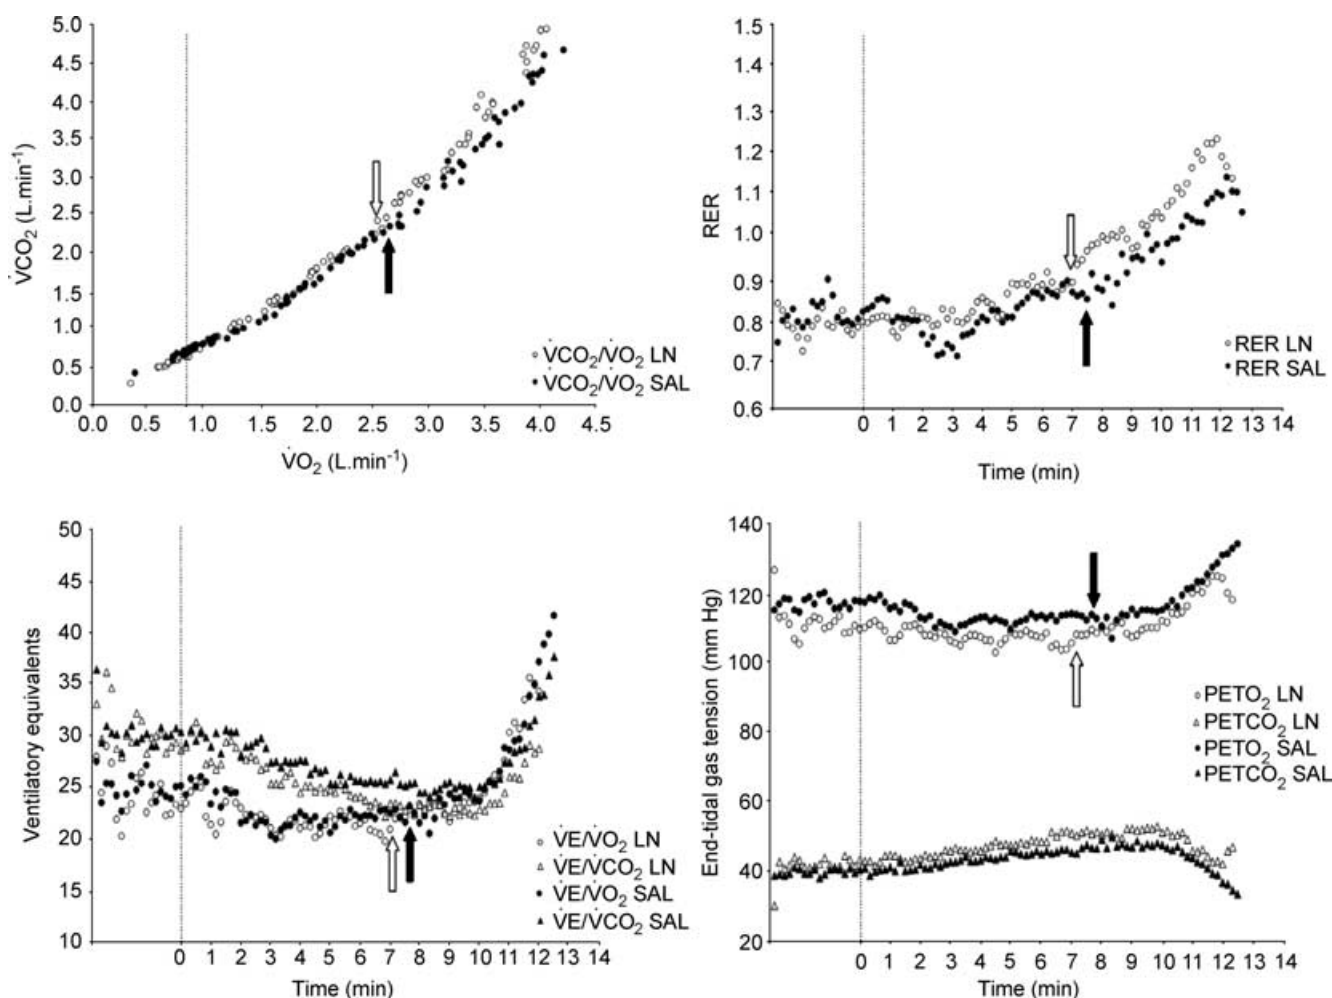 5.0
4.5
4.0
3.5
3.0
2.5
2.0
1.5
1.0
0.5
0.0
V̇CO₂ (L.min⁻¹)
V̇CO₂/V̇O₂ LN
V̇CO₂/V̇O₂ SAL
0.0 0.5 1.0 1.5 2.0 2.5 3.0 3.5 4.0 4.5
V̇O₂ (L.min⁻¹)
1.5
1.4
1.3
1.2
1.1
1.0
0.9
0.8
0.7
0.6
RER
RER LN
RER SAL
0 1 2 3 4 5 6 7 8 9 10 11 12 13 14
Time (min)
50
45
40
35
30
25
20
15
10
Ventilatory equivalents
V̇E/V̇O₂ LN
V̇E/V̇CO₂ LN
V̇E/V̇O₂ SAL
V̇E/V̇CO₂ SAL
0 1 2 3 4 5 6 7 8 9 10 11 12 13 14
Time (min)
140
120
100
80
60
40
20
End-tidal gas tension (mm Hg)
PETO₂ LN
PETCO₂ LN
PETO₂ SAL
PETCO₂ SAL
0 1 2 3 4 5 6 7 8 9 10 11 12 13 14
Time (min)